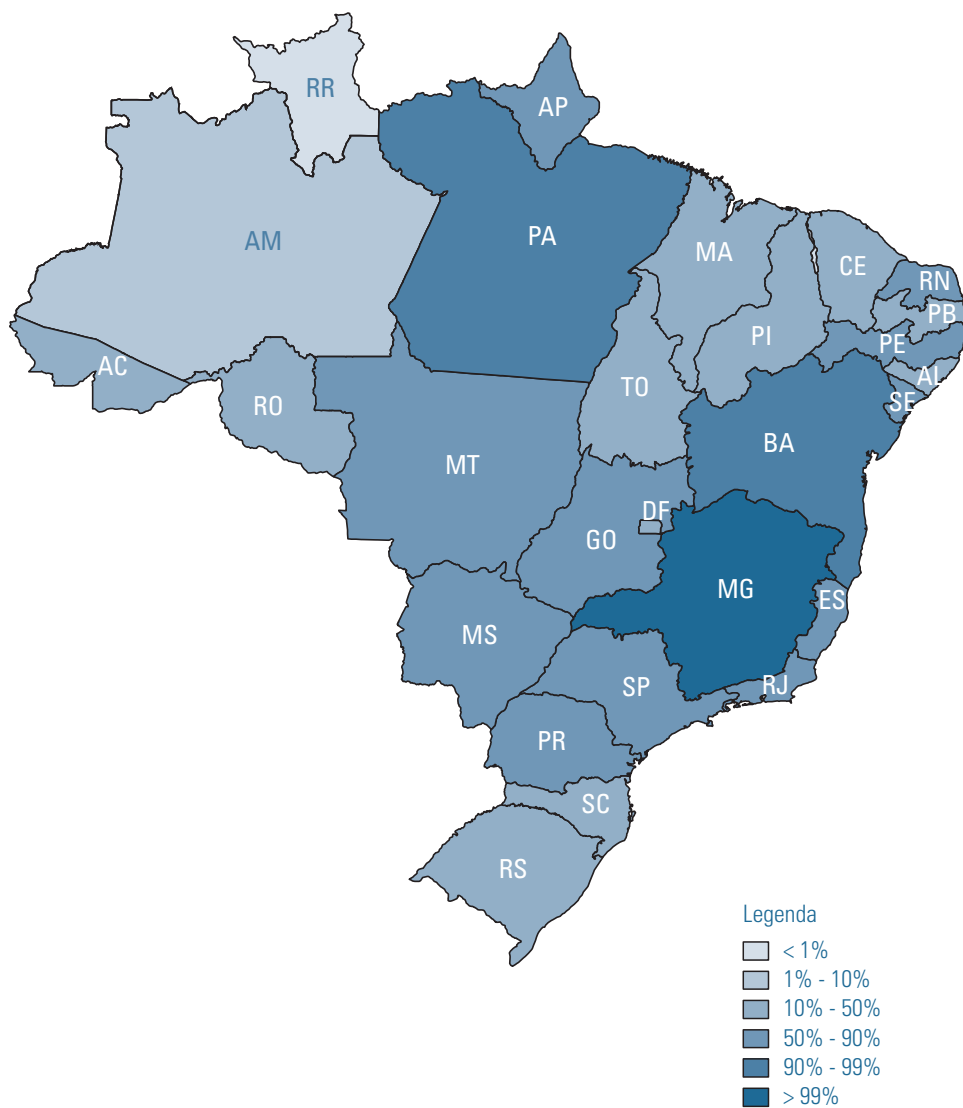 RR
AP
AM
PA
MA
CE
RN
PB
PI
PE
AC
AL
TO
SE
RO
BA
MT
DF
GO
MG
ES
MS
SP
RJ
PR
SC
RS
Legenda
< 1%
1% - 10%
10% - 50%
50% - 90%
90% - 99%
> 99%